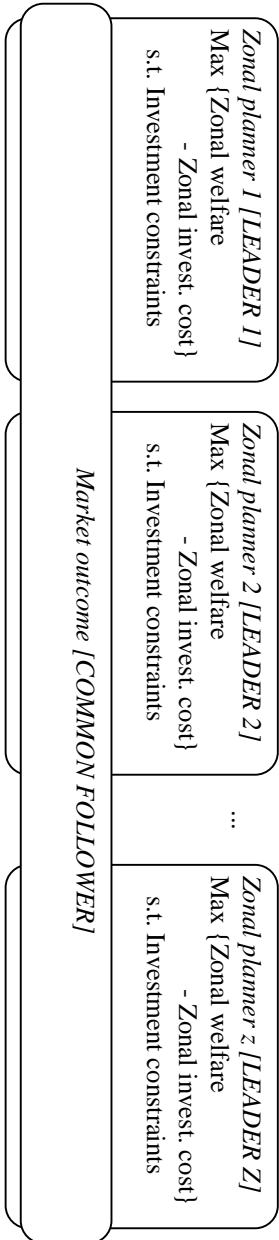 Zonal planner 1 [LEADER 1]
Max {Zonal welfare
- Zonal invest. cost}
s.t. Investment constraints
Zonal planner 2 [LEADER 2]
Max {Zonal welfare
- Zonal invest. cost}
s.t. Investment constraints
...
Zonal planner z [LEADER Z]
Max {Zonal welfare
- Zonal invest. cost}
s.t. Investment constraints
Market outcome [COMMON FOLLOWER]